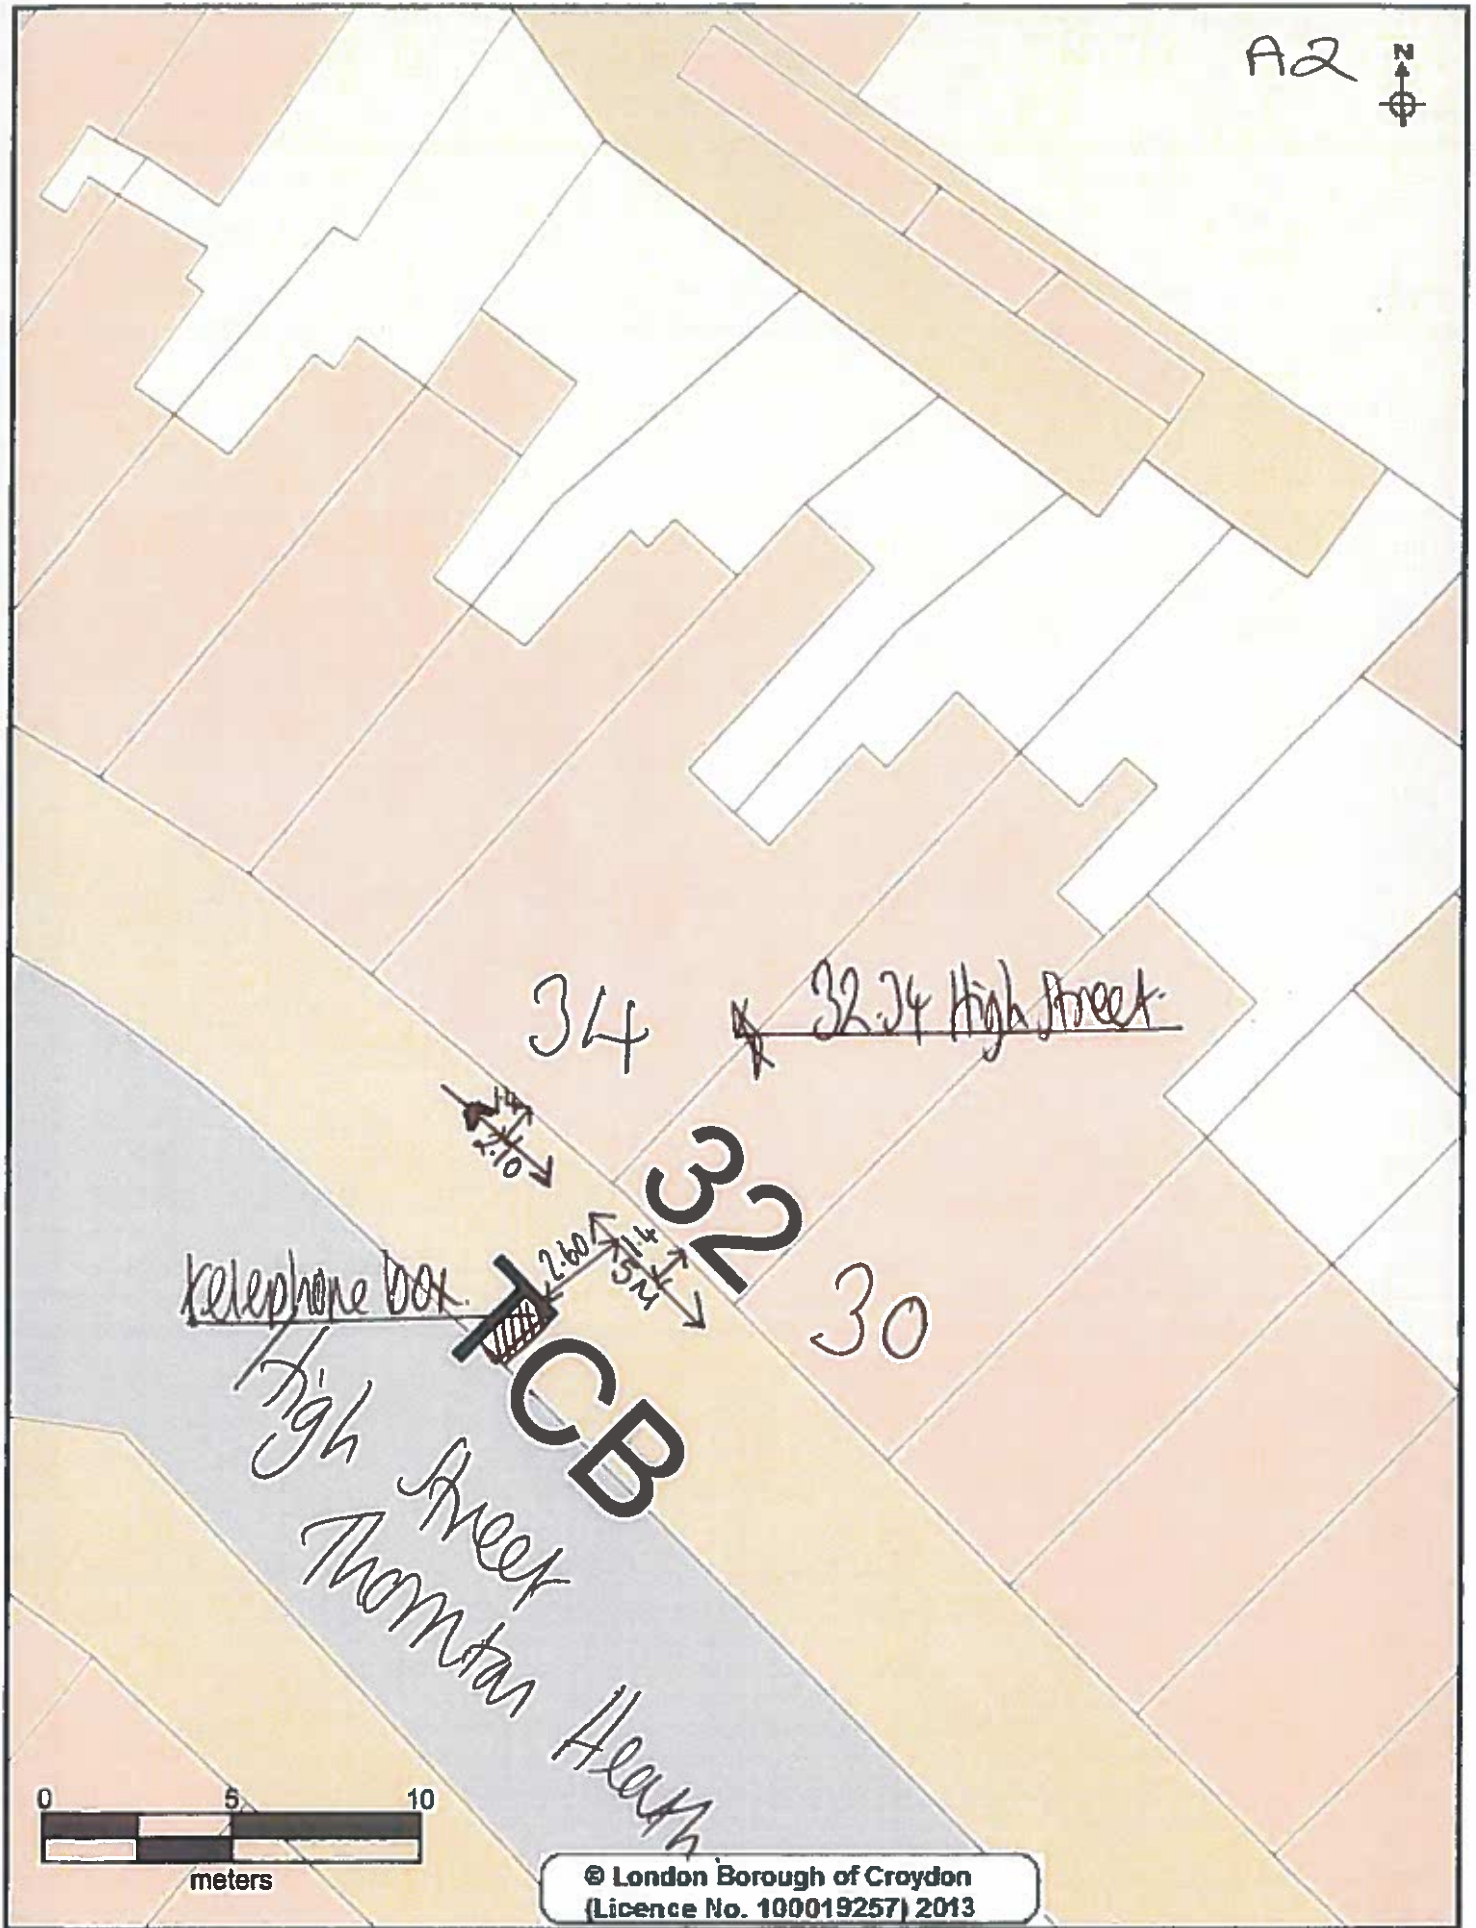 A2
N
34
32.34 High Street.
1.4
2.10
32
2.60
1.4
5M
30
telephone box.
TCB
High Street
Thornton Heath
0 5 10
meters
© London Borough of Croydon
(Licence No. 100019257) 2013